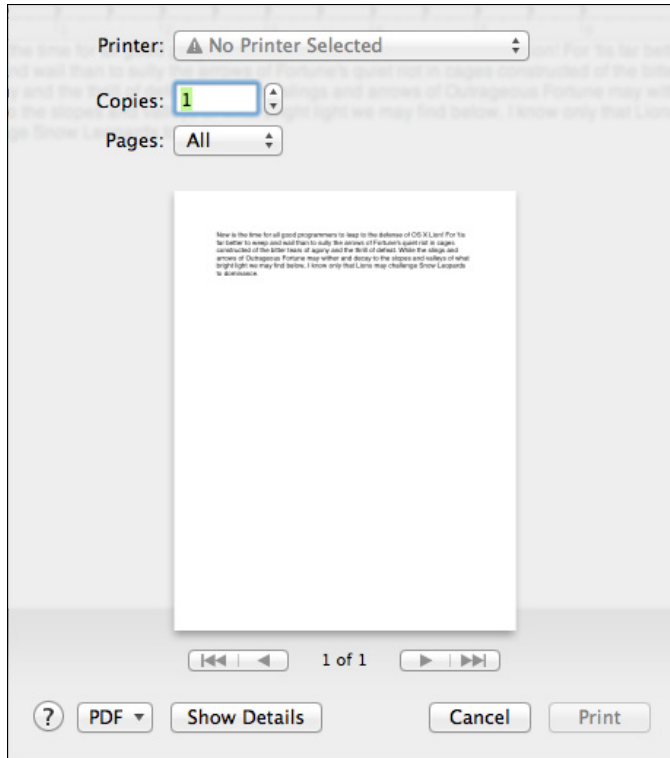 Printer: No Printer Selected
Copies: 1
Pages: All
Now is the time for all good programmers to leap to the defense of OS X Lion! For 'tis
far better to weep and wail than to sully the arrows of Fortune's quiet riot in cages
constructed of the bitter tears of agony and the thrill of defeat. While the slings and
arrows of Outrageous Fortune may wither and decay to the slopes and valleys of what
bright light we may find below, I know only that Lions may challenge Snow Leopards
to dominance.
1 of 1
? PDF Show Details Cancel Print